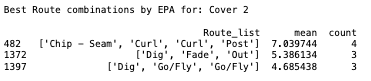 Best Route combinations by EPA for: Cover 2
Route_list mean count
482 ['Chip - Seam', 'Curl', 'Curl', 'Post'] 7.039744 4
1372 ['Dig', 'Fade', 'Out'] 5.386134 3
1397 ['Dig', 'Go/Fly', 'Go/Fly'] 4.685438 3